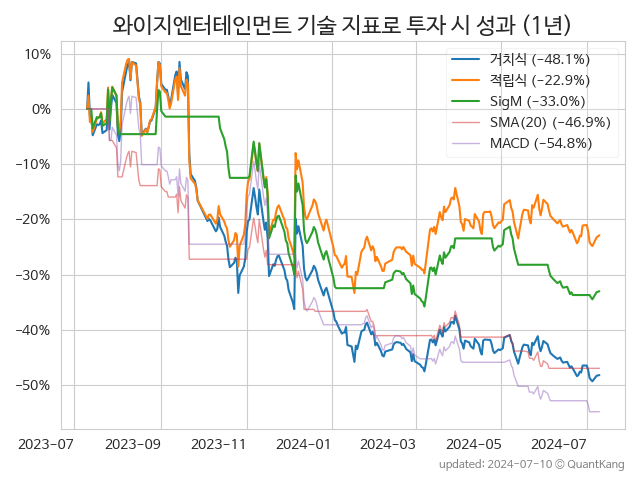 와이지엔터테인먼트 기술 지표로 투자 시 성과 (1년)
거치식 (−48.1%)
적립식 (−22.9%)
SigM (−33.0%)
SMA(20) (−46.9%)
MACD (−54.8%)
10%
0%
−10%
−20%
−30%
−40%
−50%
2023-07 2023-09 2023-11 2024-01 2024-03 2024-05 2024-07
updated: 2024-07-10 © QuantKang